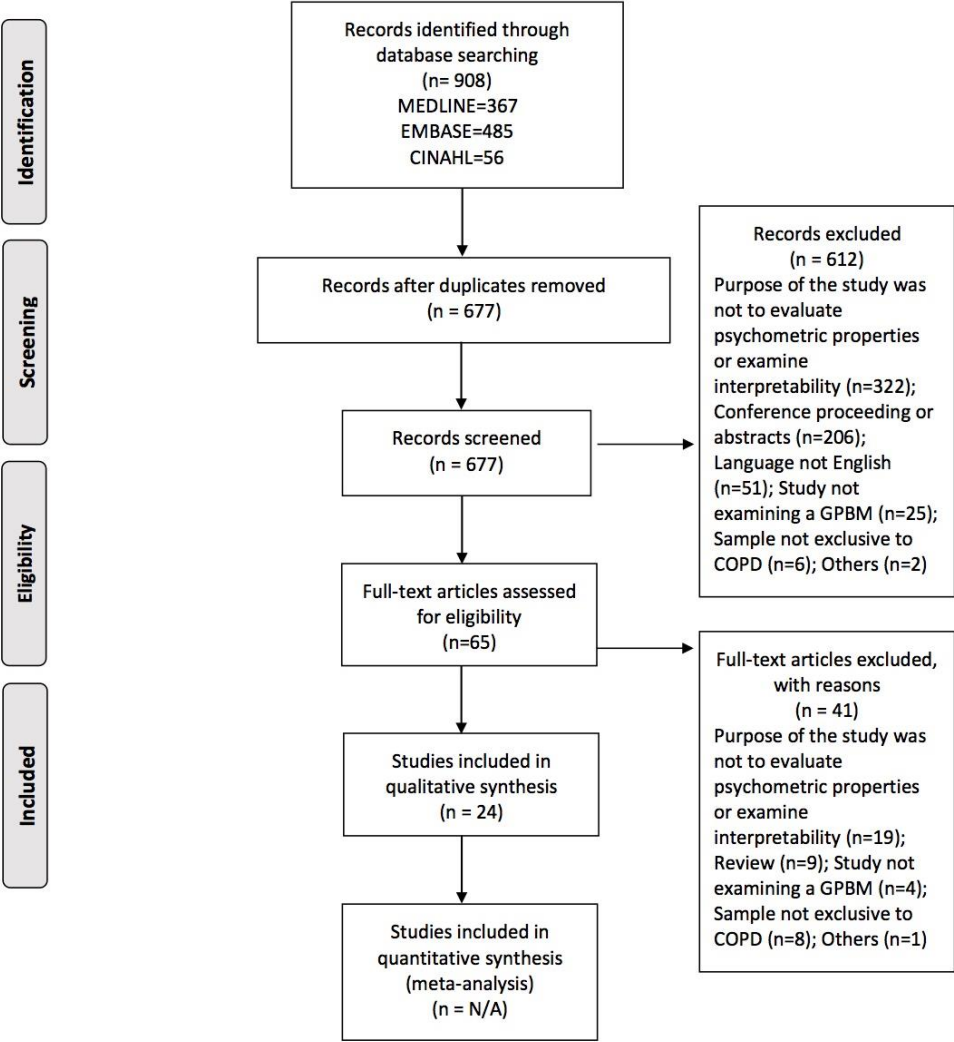 Identification
Records identified through
database searching
(n= 908)
MEDLINE=367
EMBASE=485
CINAHL=56
Screening
Records after duplicates removed
(n = 677)
Records screened
(n = 677)
Records excluded
(n = 612)
Purpose of the study was
not to evaluate
psychometric properties
or examine
interpretability (n=322);
Conference proceeding or
abstracts (n=206);
Language not English
(n=51); Study not
examining a GPBM (n=25);
Sample not exclusive to
COPD (n=6); Others (n=2)
Eligibility
Full-text articles assessed
for eligibility
(n=65)
Full-text articles excluded,
with reasons
(n = 41)
Purpose of the study was
not to evaluate
psychometric properties
or examine
interpretability (n=19);
Review (n=9); Study not
examining a GPBM (n=4);
Sample not exclusive to
COPD (n=8); Others (n=1)
Included
Studies included in
qualitative synthesis
(n = 24)
Studies included in
quantitative synthesis
(meta-analysis)
(n = N/A)